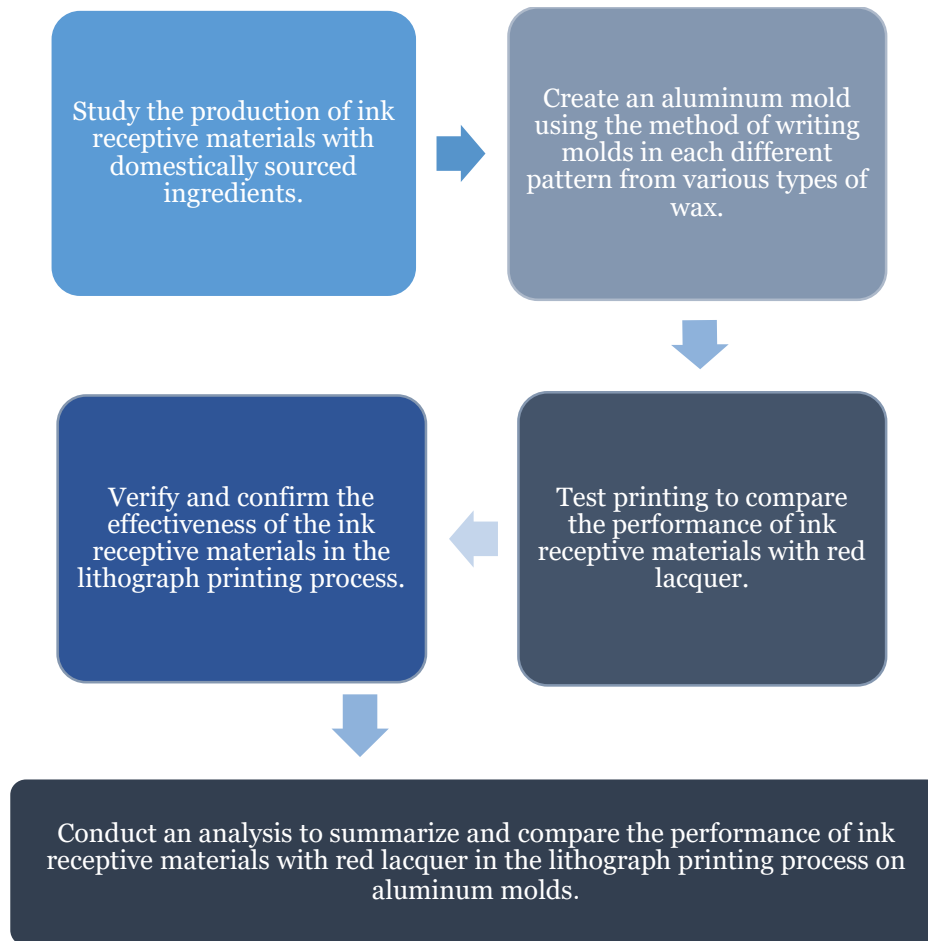 Study the production of ink
receptive materials with
domestically sourced
ingredients.
Create an aluminum mold
using the method of writing
molds in each different
pattern from various types of
wax.
Test printing to compare
the performance of ink
receptive materials with red
lacquer.
Verify and confirm the
effectiveness of the ink
receptive materials in the
lithograph printing process.
Conduct an analysis to summarize and compare the performance of ink
receptive materials with red lacquer in the lithograph printing process on
aluminum molds.